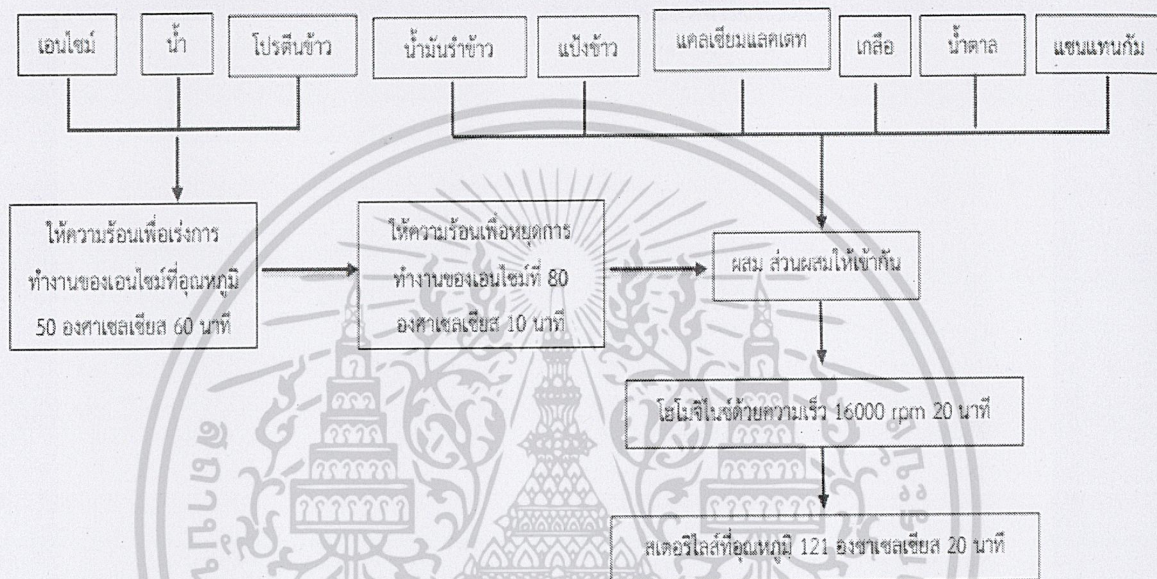 เอนไซม์
น้ำ
โปรตีนข้าว
น้ำมันรำข้าว
แป้งข้าว
แคลเซียมแลคเดท
เกลือ
น้ำตาล
แซนแทนกัม
ให้ความร้อนเพื่อเร่งการ
ทำงานของเอนไซม์ที่อุณหภูมิ
50 องศาเซลเซียส 60 นาที
ให้ความร้อนเพื่อหยุดการ
ทำงานของเอนไซม์ที่ 80
องศาเซลเซียส 10 นาที
ผสม ส่วนผสมให้เข้ากัน
โฮโมจิไนซ์ด้วยความเร็ว 16000 rpm 20 นาที
สเตอริไลส์ที่อุณหภูมิ 121 องซาเซลเซียส 20 นาที